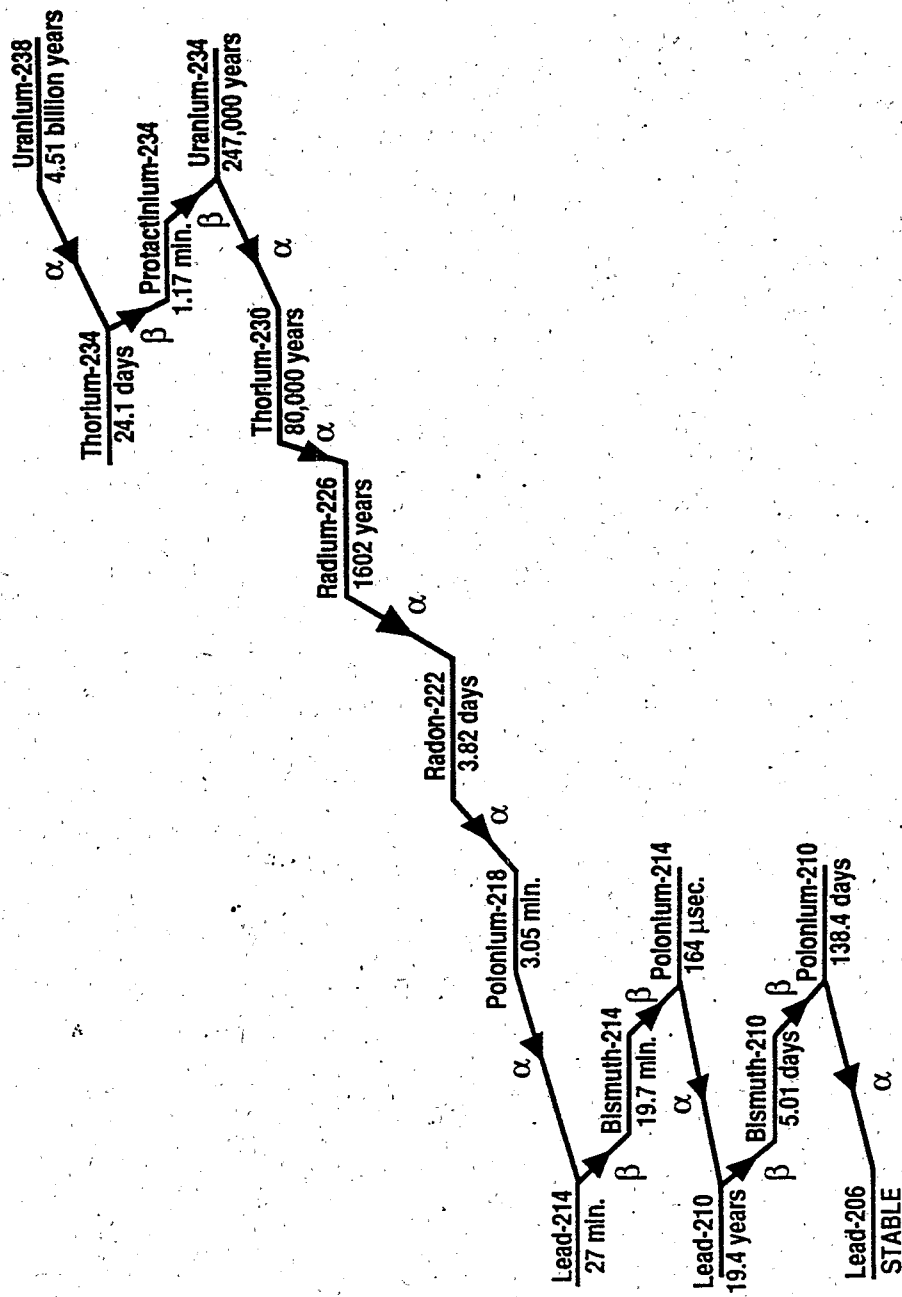 Uranium-238
4.51 billion years
α
Thorium-234
24.1 days
β
Protactinium-234
1.17 min.
β
Uranium-234
247,000 years
α
Thorium-230
80,000 years
α
Radium-226
1602 years
α
Radon-222
3.82 days
α
Polonium-218
3.05 min.
α
Lead-214
27 min.
β
Bismuth-214
19.7 min.
β
Polonium-214
164 µsec.
α
Lead-210
19.4 years
β
Bismuth-210
5.01 days
β
Polonium-210
138.4 days
α
Lead-206
STABLE